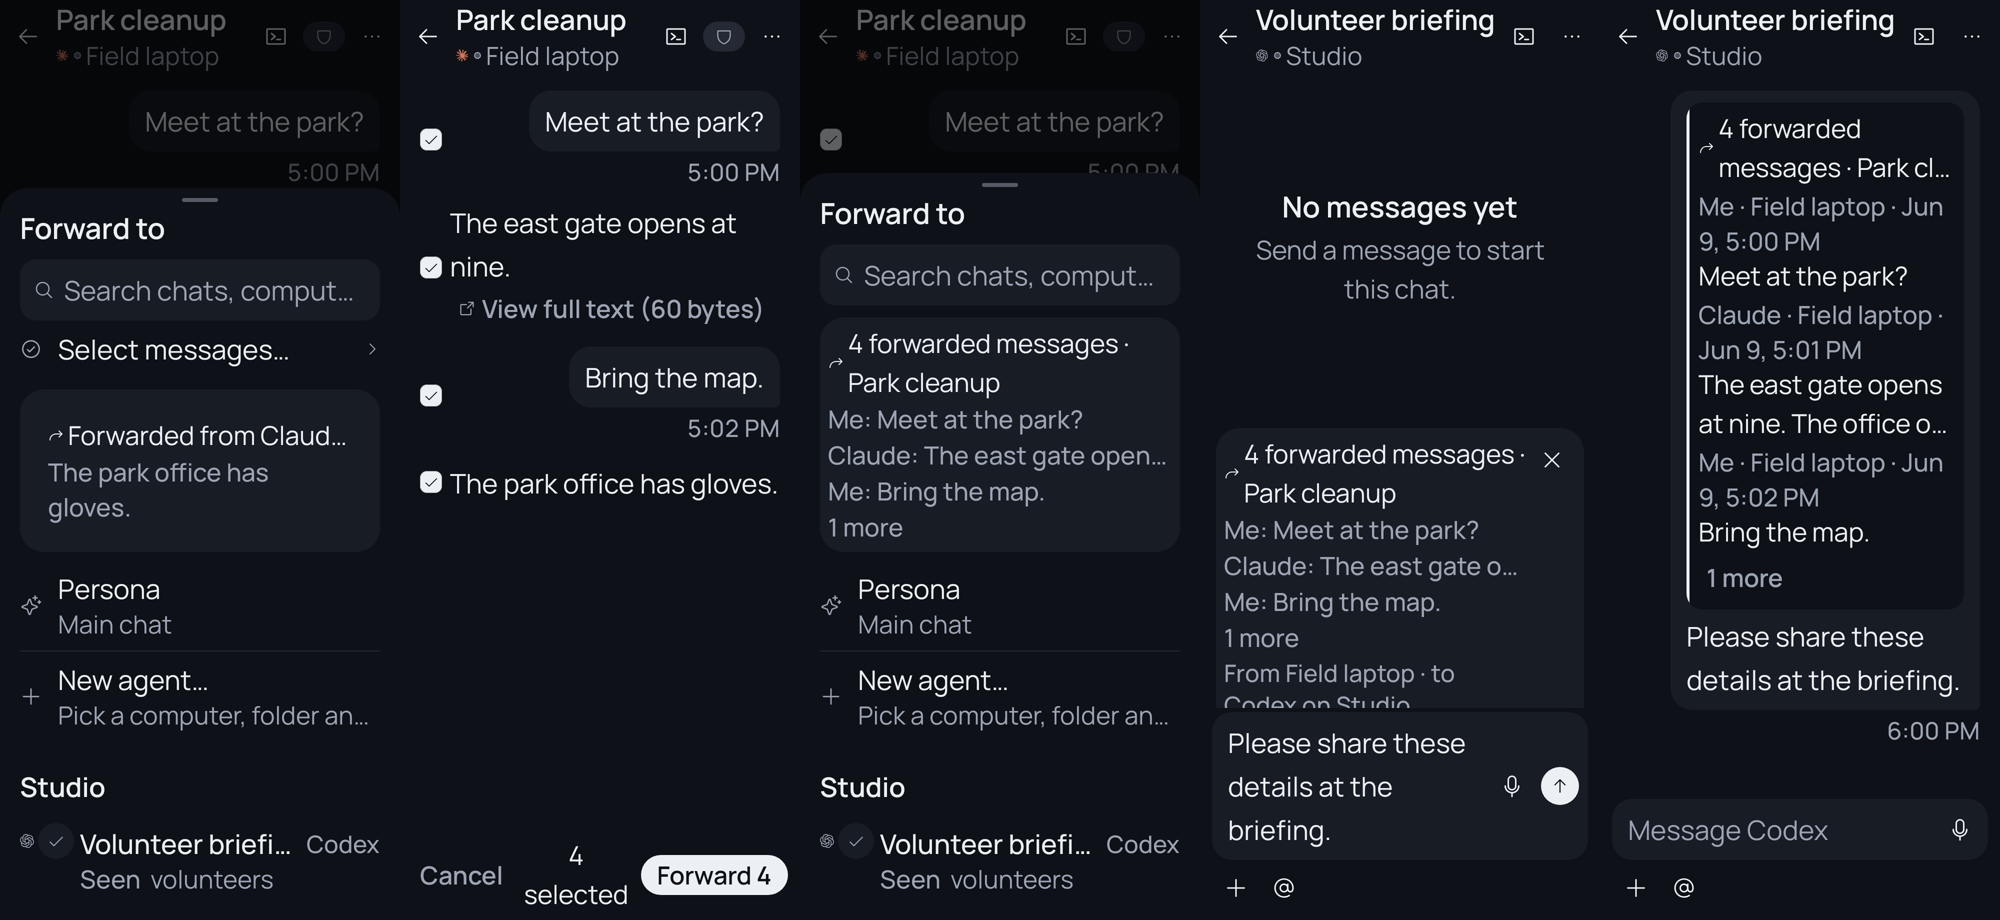 Park cleanup
Field laptop
Meet at the park?
5:00 PM
Forward to
Search chats, comput...
Select messages...
Forwarded from Claud...
The park office has
gloves.
Persona
Main chat
New agent...
Pick a computer, folder an...
Studio
Volunteer briefi... Codex
Seen volunteers
Park cleanup
Field laptop
Meet at the park?
5:00 PM
The east gate opens at
nine.
View full text (60 bytes)
Bring the map.
5:02 PM
The park office has gloves.
Cancel
4
selected
Forward 4
Park cleanup
Field laptop
Meet at the park?
5:00 PM
Forward to
Search chats, comput...
4 forwarded messages ·
Park cleanup
Me: Meet at the park?
Claude: The east gate open...
Me: Bring the map.
1 more
Persona
Main chat
New agent...
Pick a computer, folder an...
Studio
Volunteer briefi... Codex
Seen volunteers
Volunteer briefing
Studio
No messages yet
Send a message to start
this chat.
4 forwarded messages ·
Park cleanup
Me: Meet at the park?
Claude: The east gate o...
Me: Bring the map.
1 more
From Field laptop · to
Codex on Studio
Please share these
details at the
briefing.
@
Volunteer briefing
Studio
4 forwarded
messages · Park cl...
Me · Field laptop · Jun
9, 5:00 PM
Meet at the park?
Claude · Field laptop ·
Jun 9, 5:01 PM
The east gate opens
at nine. The office o...
Me · Field laptop · Jun
9, 5:02 PM
Bring the map.
1 more
Please share these
details at the briefing.
6:00 PM
Message Codex
@